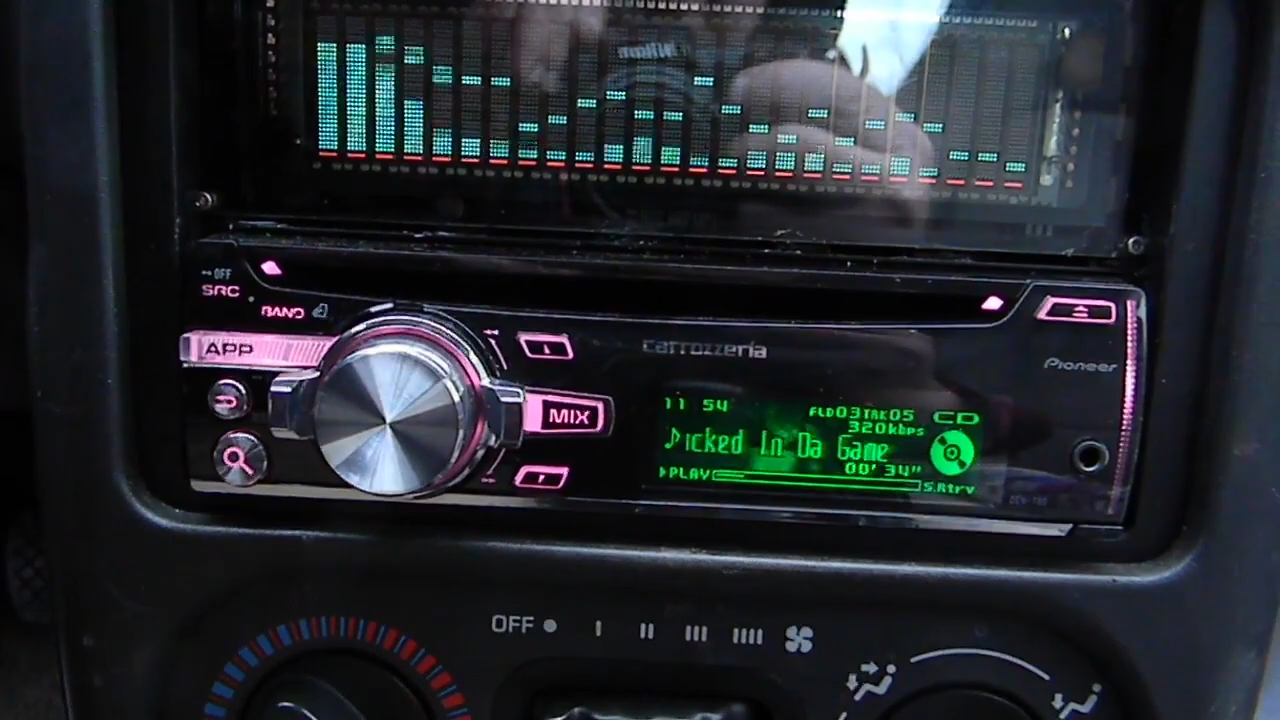 OFF
SRC
BAND
APP
MIX
carrozzeria
Pioneer
11 54
FLD03TRK05 CD
320kbps
icked In Da Game
00'34"
PLAY
S.Rtrv
OFF